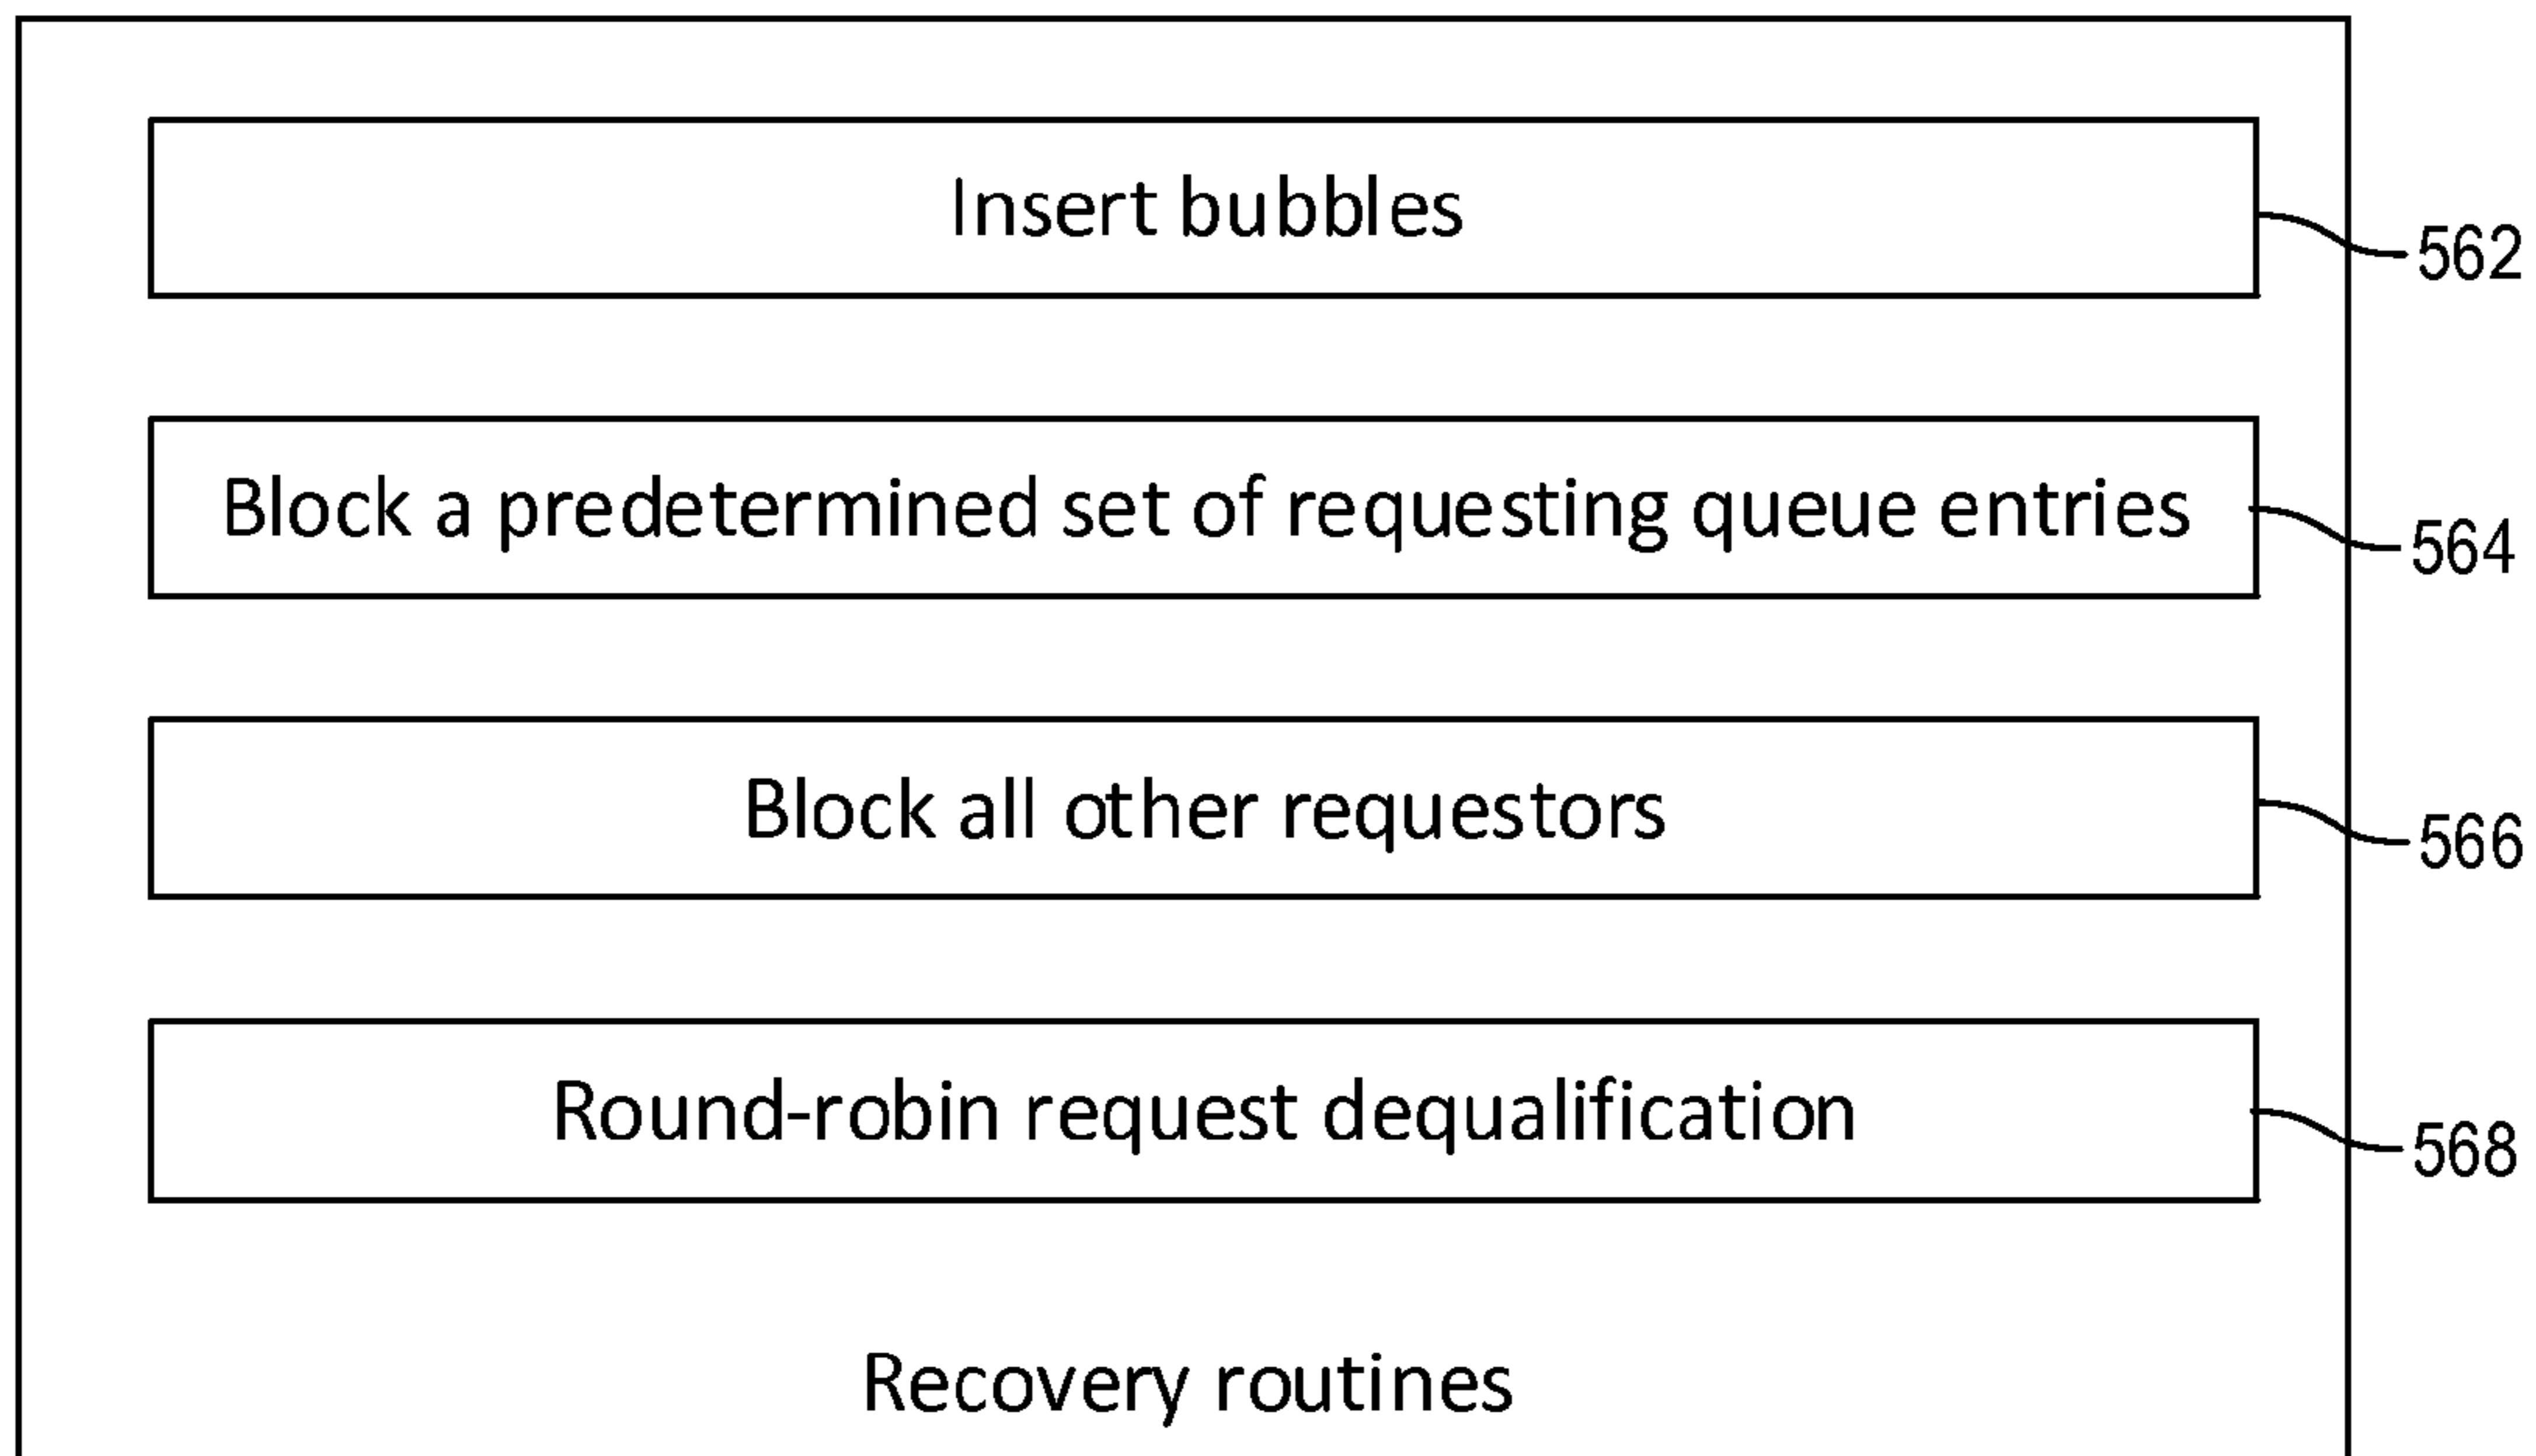 Insert bubbles
562
Block a predetermined set of requesting queue entries
564
Block all other requestors
566
Round-robin request dequalification
568
Recovery routines